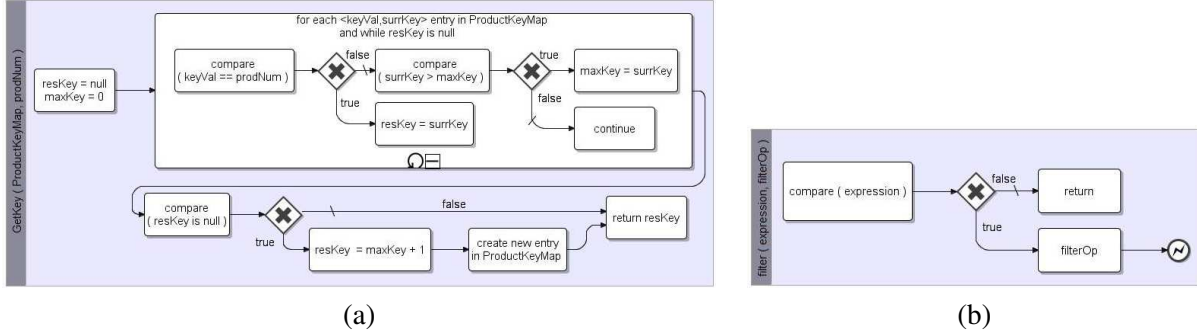 GetKey ( ProductKeyMap, prodNum )
resKey = null
maxKey = 0
for each <keyVal,surrKey> entry in ProductKeyMap
and while resKey is null
compare
( keyVal == prodNum )
false
true
compare
( surrKey > maxKey )
true
false
maxKey = surrKey
resKey = surrKey
continue
compare
( resKey is null )
false
true
return resKey
resKey = maxKey + 1
create new entry
in ProductKeyMap
(a)
filter ( expression, filterOp )
compare ( expression )
false
true
return
filterOp
(b)